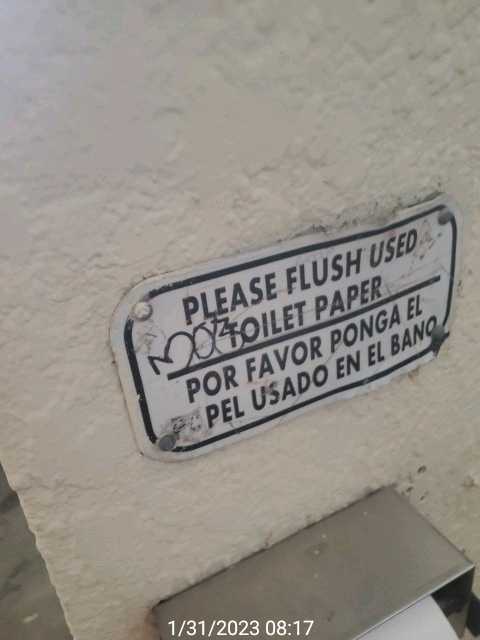 PLEASE FLUSH USED
TOILET PAPER
POR FAVOR PONGA EL
PEL USADO EN EL BANO
1/31/2023 08:17